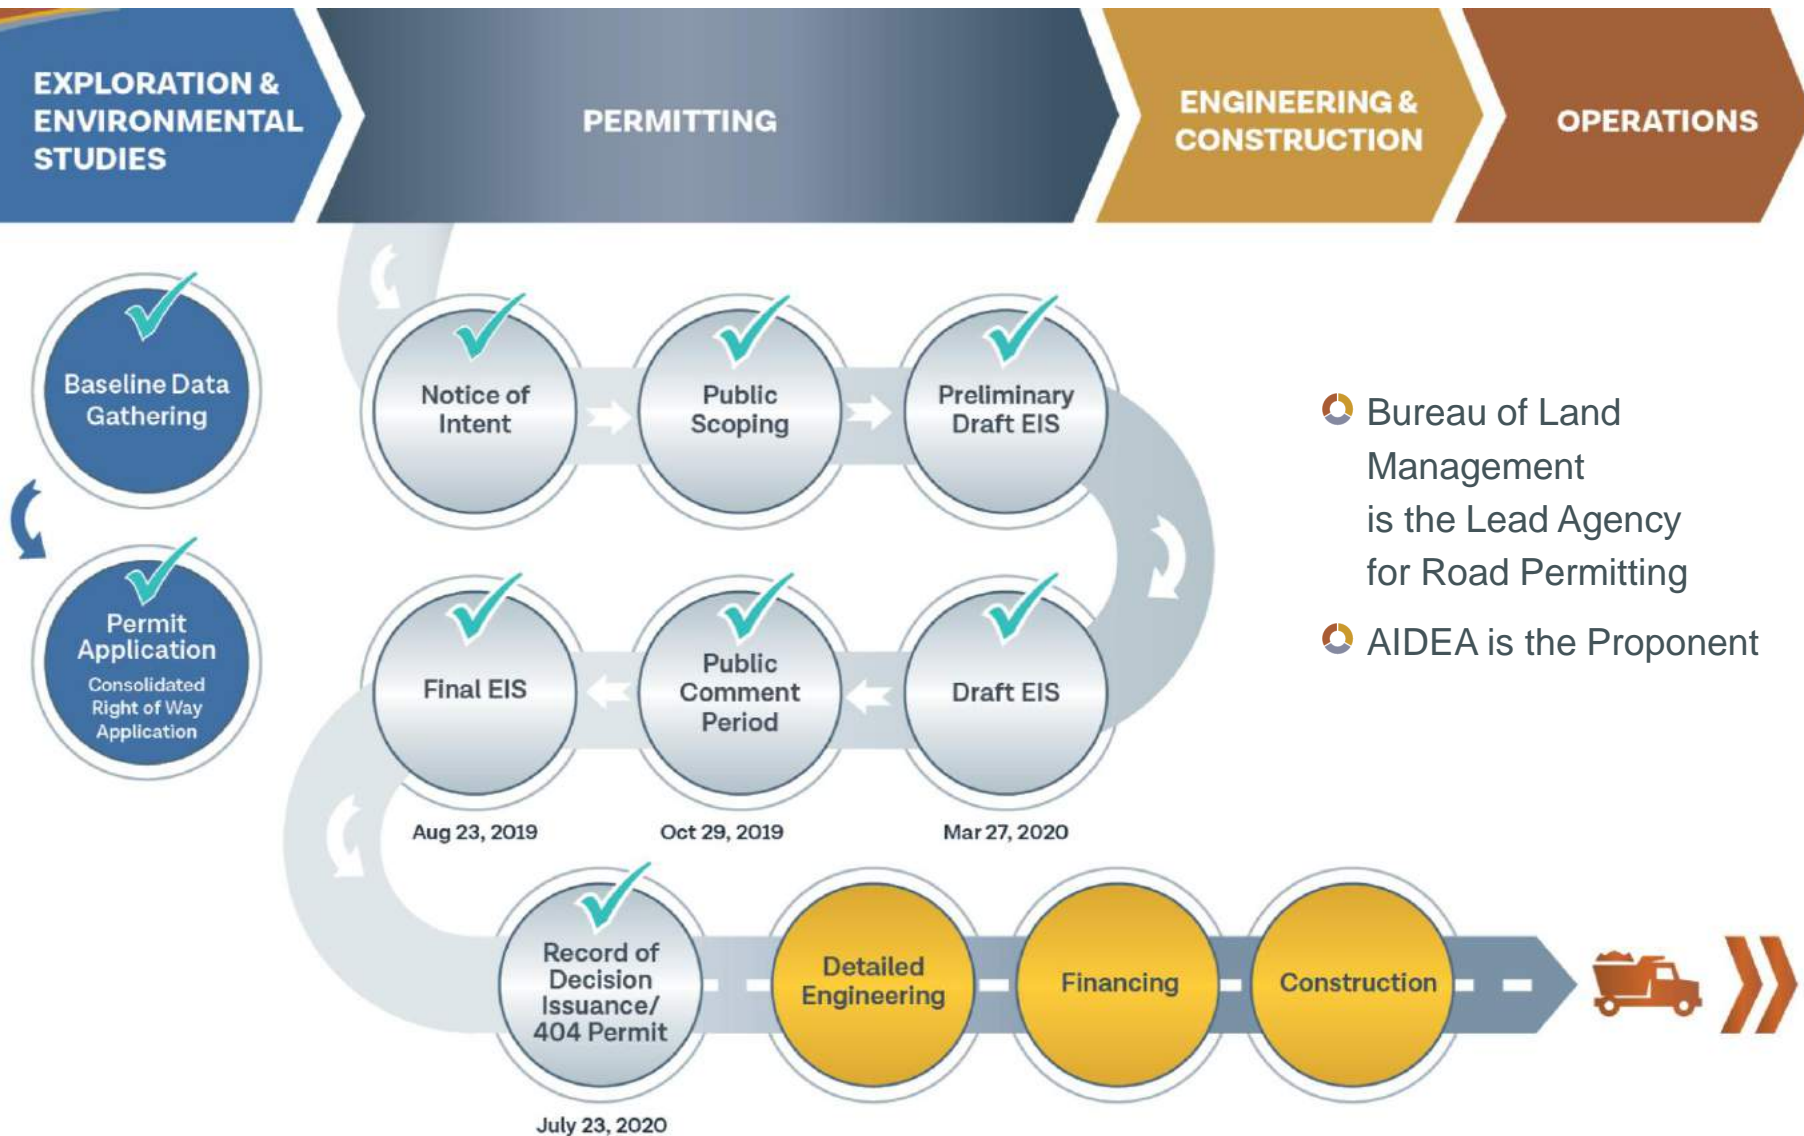 EXPLORATION &
ENVIRONMENTAL
STUDIES
PERMITTING
ENGINEERING &
CONSTRUCTION
OPERATIONS
Baseline Data
Gathering
Permit
Application
Consolidated
Right of Way
Application
Notice of
Intent
Public
Scoping
Preliminary
Draft EIS
Draft EIS
Mar 27, 2020
Public
Comment
Period
Oct 29, 2019
Final EIS
Aug 23, 2019
Record of
Decision
Issuance/
404 Permit
July 23, 2020
Detailed
Engineering
Financing
Construction
Bureau of Land
Management
is the Lead Agency
for Road Permitting
AIDEA is the Proponent